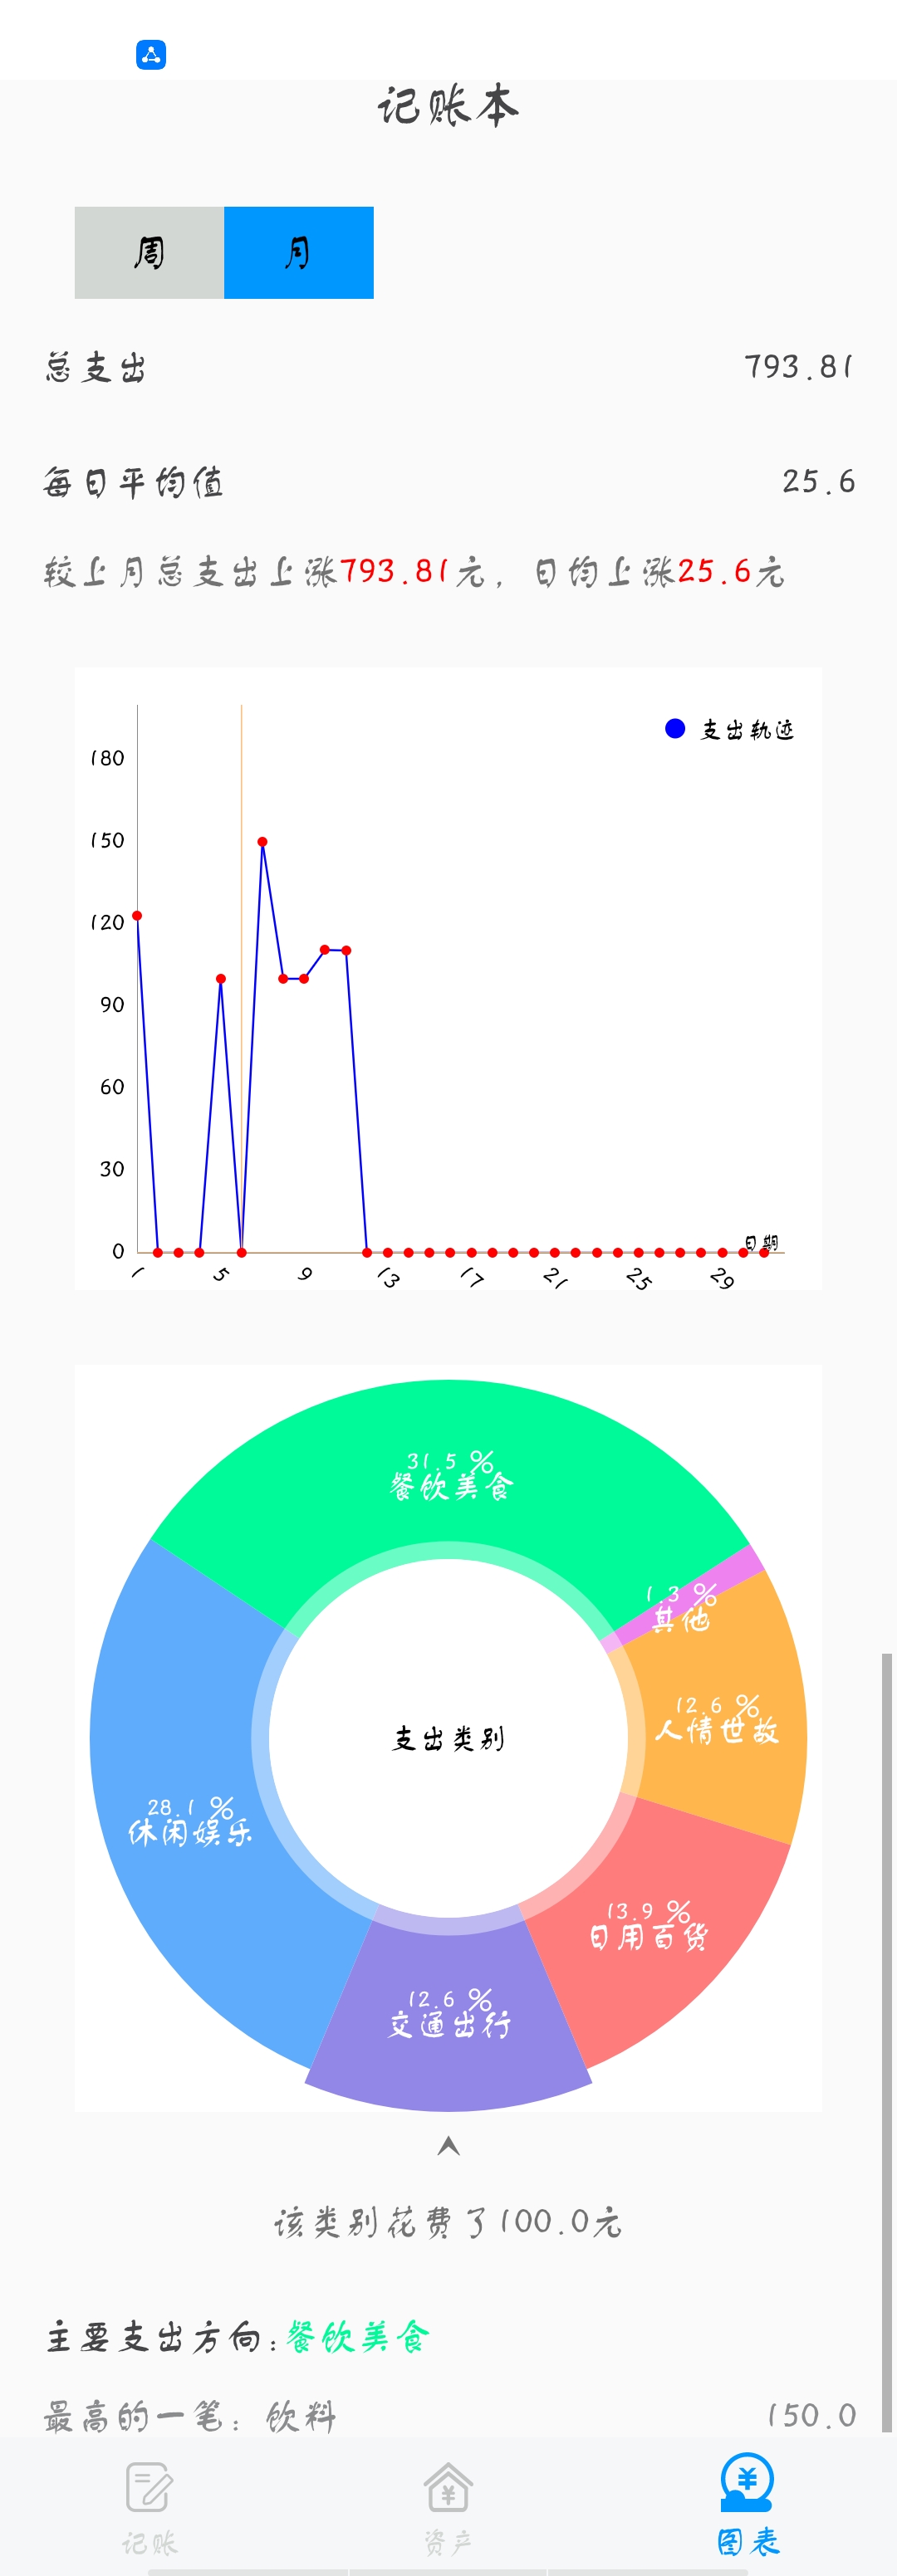 记账本
周 月
总支出 793.81
每日平均值 25.6
较上月总支出上涨793.81元，日均上涨25.6元
支出轨迹
180
150
120
90
60
30
0
日期
1 5 9 13 17 21 25 29
31.5 %
餐饮美食
1.3 %
其他
12.6 %
人情世故
支出类别
28.1 %
休闲娱乐
13.9 %
日用百货
12.6 %
交通出行
该类别花费了100.0元
主要支出方向:餐饮美食
最高的一笔: 饮料 150.0
记账 资产 图表